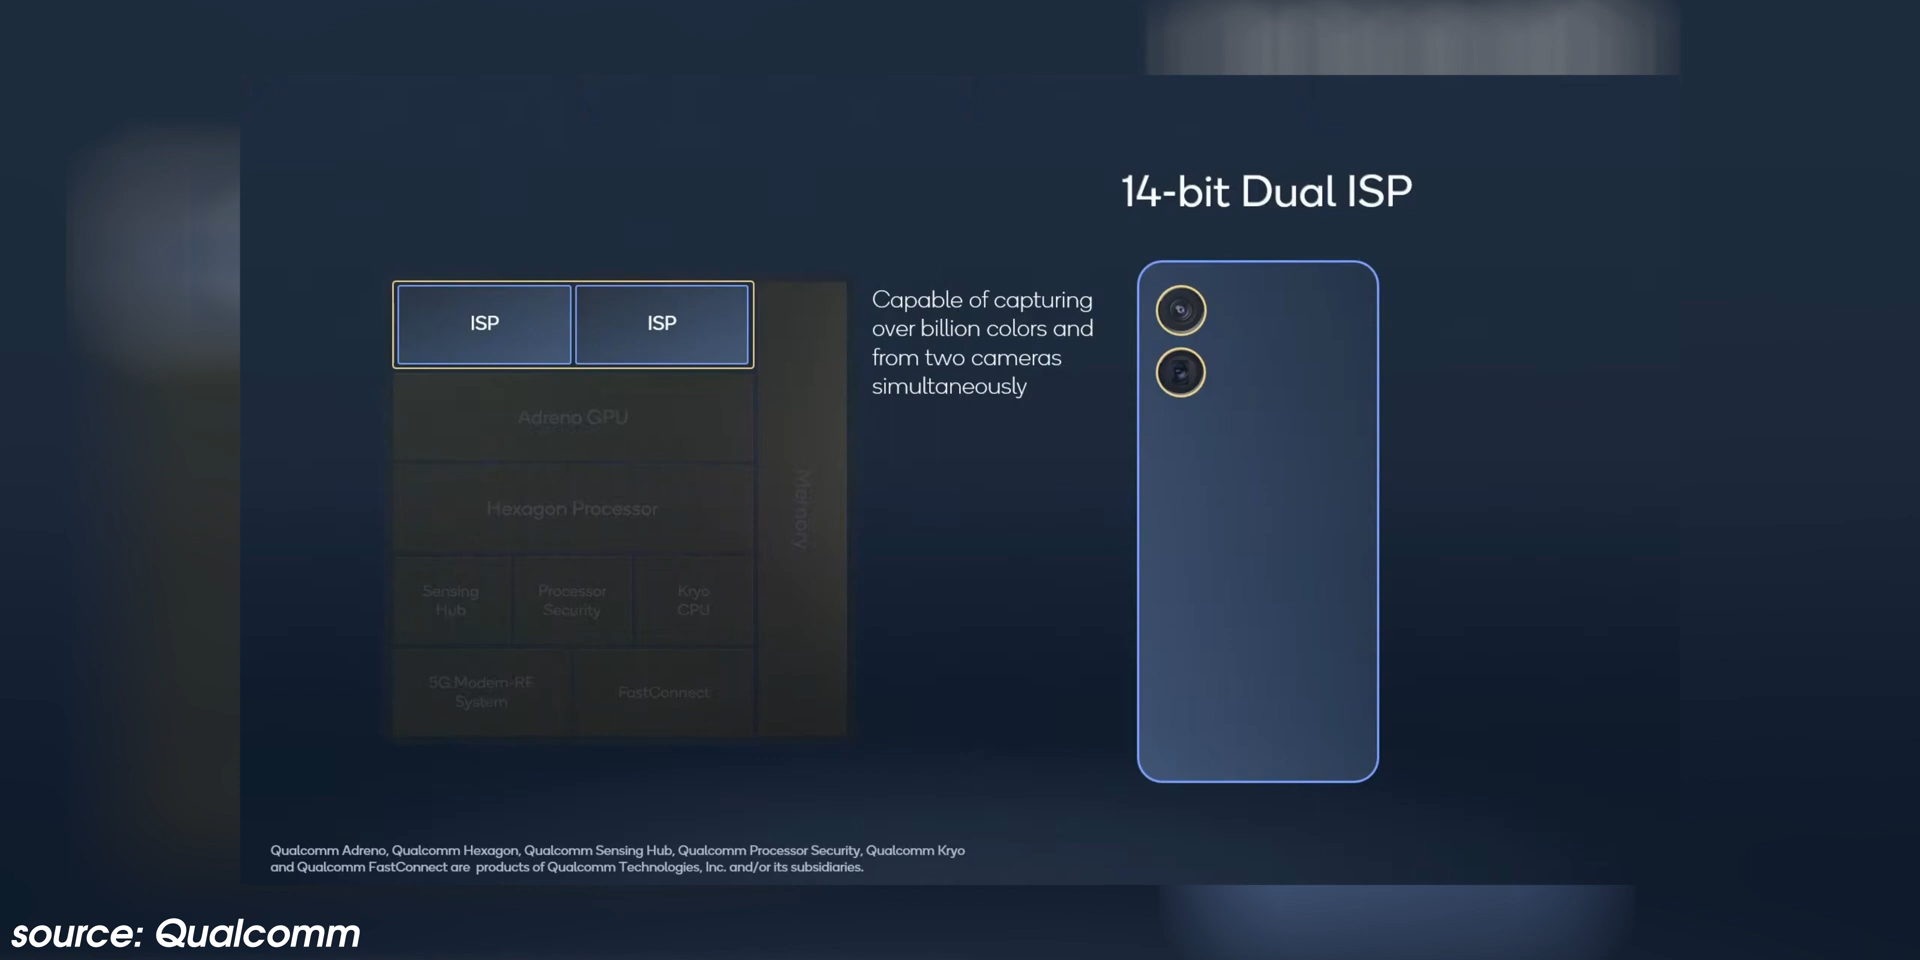 14-bit Dual ISP
ISP
ISP
Capable of capturing
over billion colors and
from two cameras
simultaneously
Adreno GPU
Hexagon Processor
Memory
Sensing
Hub
Processor
Security
Kryo
CPU
5G Modem-RF
System
FastConnect
Qualcomm Adreno, Qualcomm Hexagon, Qualcomm Sensing Hub, Qualcomm Processor Security, Qualcomm Kryo
and Qualcomm FastConnect are products of Qualcomm Technologies, Inc. and/or its subsidiaries.
source: Qualcomm